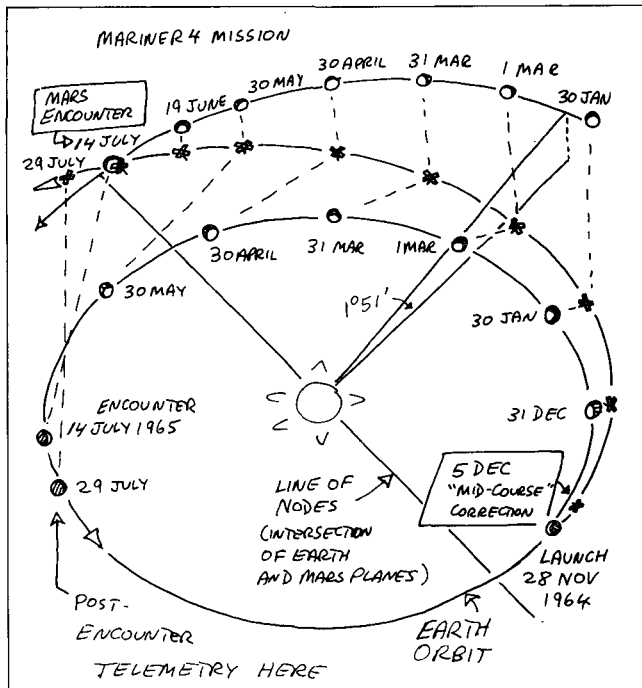 MARINER 4 MISSION
30 APRIL
31 MAR
1 MAR
30 MAY
30 JAN
MARS
ENCOUNTER
19 JUNE
14 JULY
29 JULY
30 APRIL
31 MAR
1 MAR
30 MAY
1°51'
30 JAN
ENCOUNTER
14 JULY 1965
31 DEC
29 JULY
LINE OF
NODES
(INTERSECTION
OF EARTH
AND MARS PLANES)
5 DEC
"MID-COURSE"
CORRECTION
LAUNCH
28 NOV
1964
POST-
ENCOUNTER
TELEMETRY HERE
EARTH
ORBIT